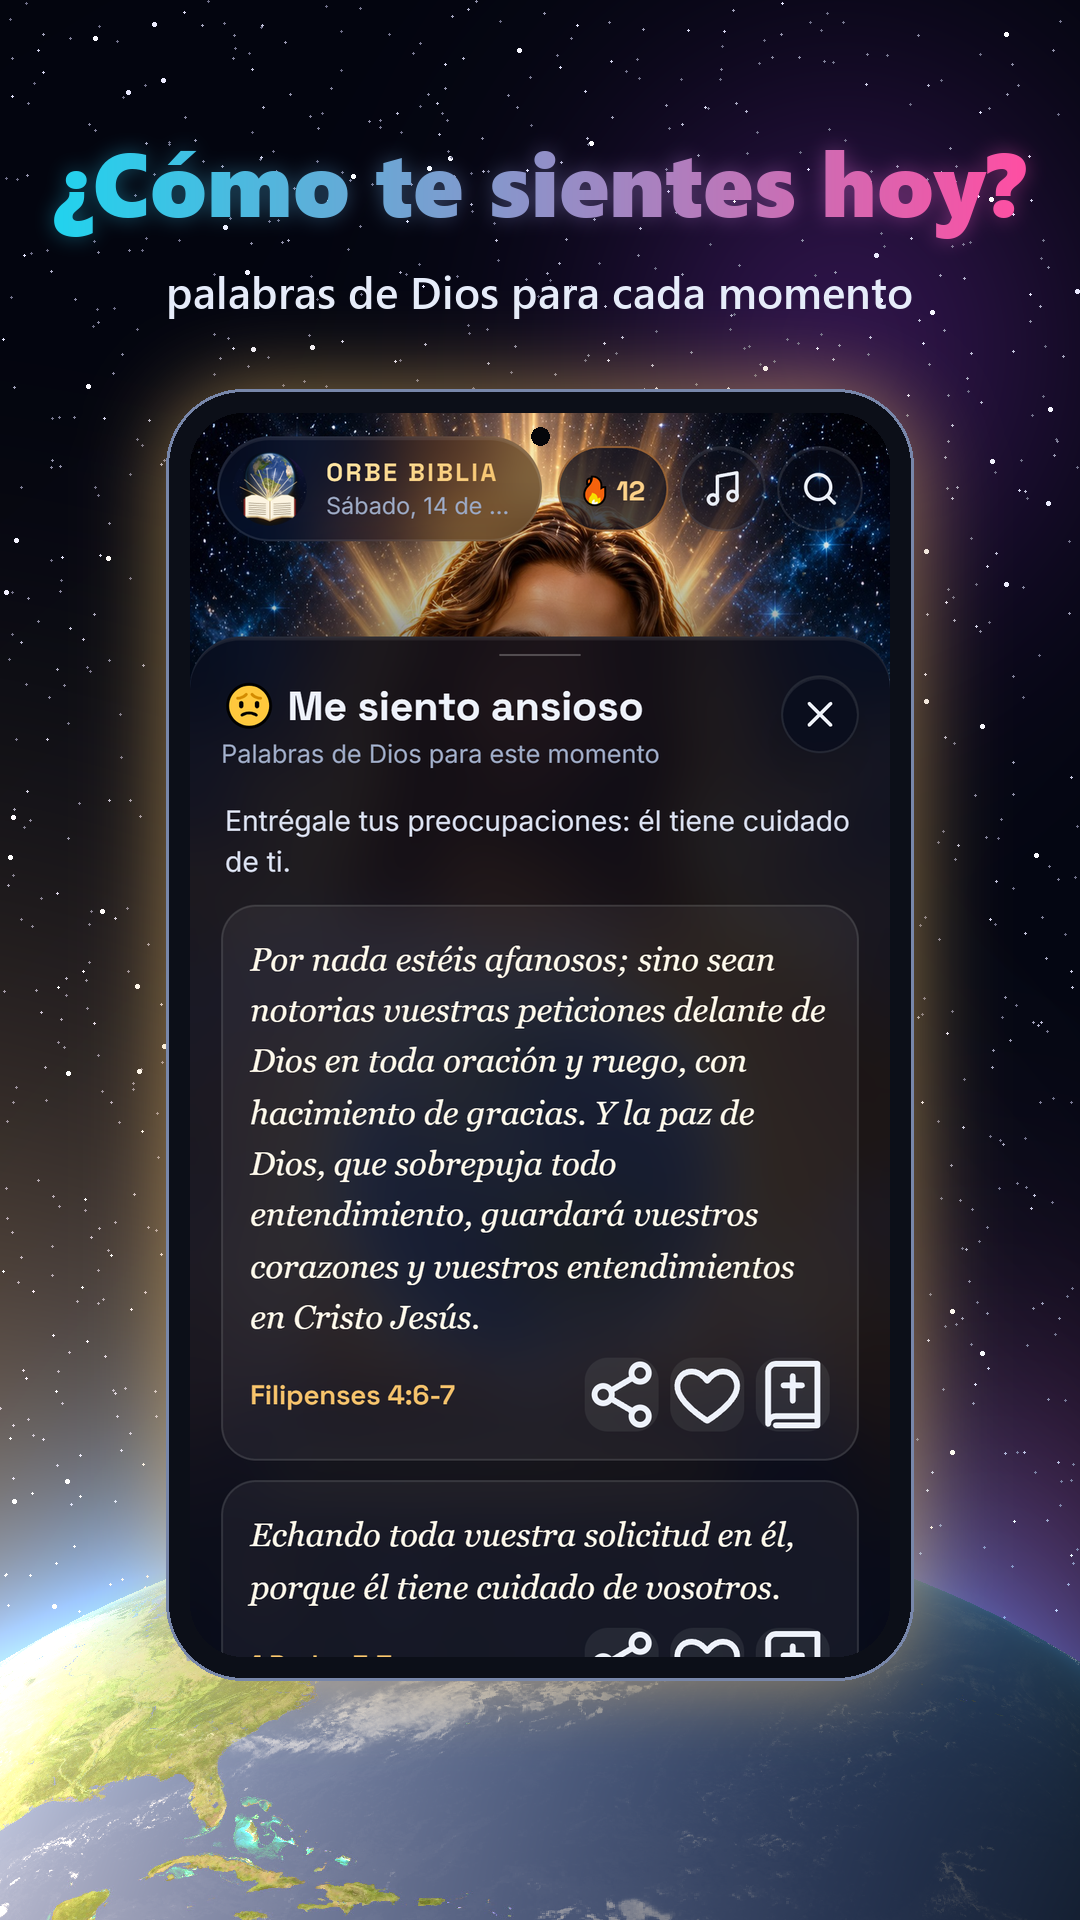 ¿Cómo te sientes hoy?
palabras de Dios para cada momento
ORBE BIBLIA
Sábado, 14 de ...
12
Me siento ansioso
Palabras de Dios para este momento
Entrégale tus preocupaciones: él tiene cuidado
de ti.
Por nada estéis afanosos; sino sean
notorias vuestras peticiones delante de
Dios en toda oración y ruego, con
hacimiento de gracias. Y la paz de
Dios, que sobrepuja todo
entendimiento, guardará vuestros
corazones y vuestros entendimientos
en Cristo Jesús.
Filipenses 4:6-7
Echando toda vuestra solicitud en él,
porque él tiene cuidado de vosotros.